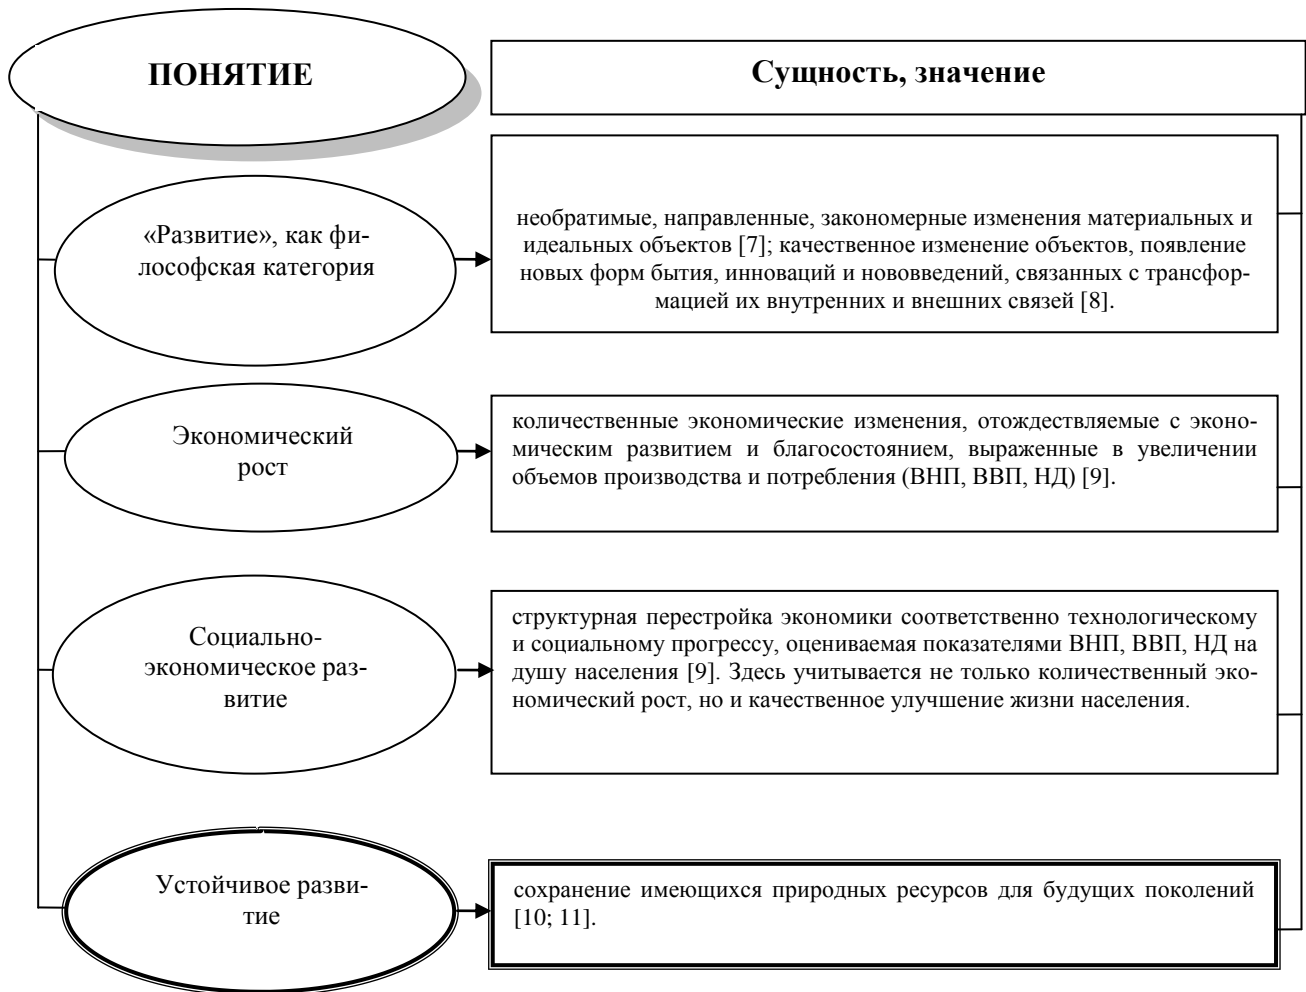 ПОНЯТИЕ
Сущность, значение
«Развитие», как фи-
лософская категория
необратимые, направленные, закономерные изменения материальных и
идеальных объектов [7]; качественное изменение объектов, появление
новых форм бытия, инноваций и нововведений, связанных с трансфор-
мацией их внутренних и внешних связей [8].
Экономический
рост
количественные экономические изменения, отождествляемые с эконо-
мическим развитием и благосостоянием, выраженные в увеличении
объемов производства и потребления (ВНП, ВВП, НД) [9].
Социально-
экономическое раз-
витие
структурная перестройка экономики соответственно технологическому
и социальному прогрессу, оцениваемая показателями ВНП, ВВП, НД на
душу населения [9]. Здесь учитывается не только количественный эко-
номический рост, но и качественное улучшение жизни населения.
Устойчивое разви-
тие
сохранение имеющихся природных ресурсов для будущих поколений
[10; 11].